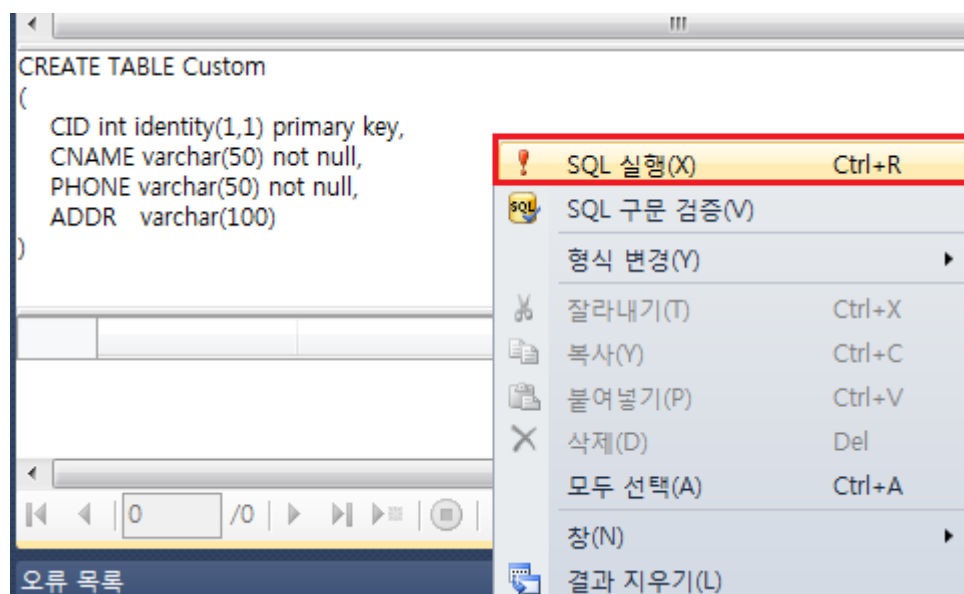 CREATE TABLE Custom
(
CID int identity(1,1) primary key,
CNAME varchar(50) not null,
PHONE varchar(50) not null,
ADDR varchar(100)
)
SQL 실행(X) Ctrl+R
SQL 구문 검증(V)
형식 변경(Y)
잘라내기(T) Ctrl+X
복사(Y) Ctrl+C
붙여넣기(P) Ctrl+V
삭제(D) Del
모두 선택(A) Ctrl+A
창(N)
결과 지우기(L)
0 /0
오류 목록